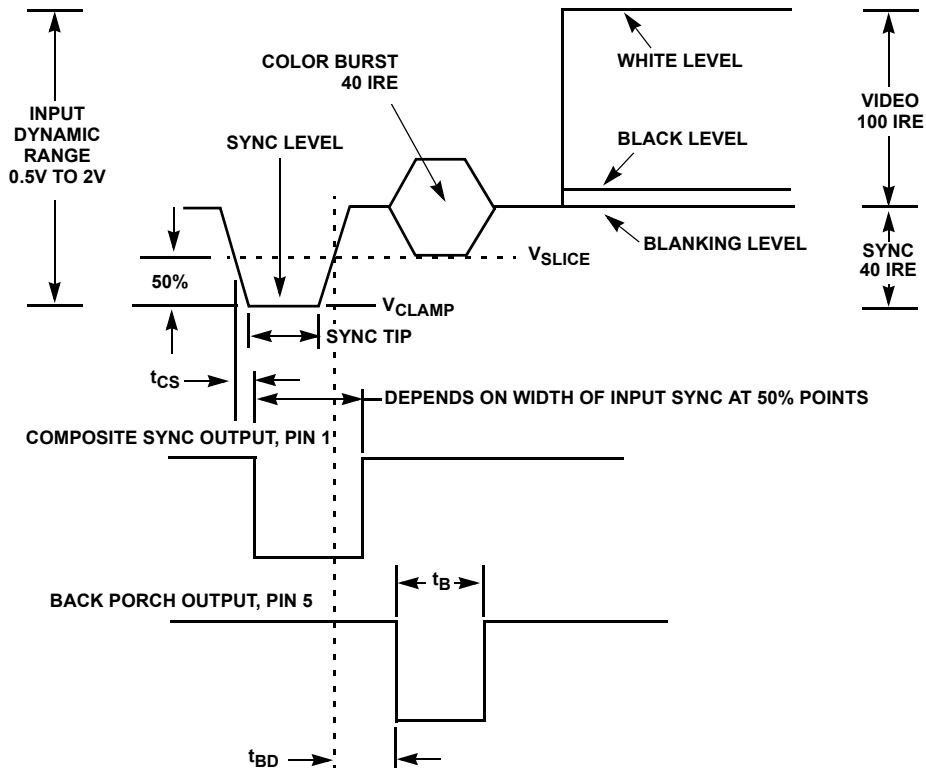 COLOR BURST
40 IRE
WHITE LEVEL
INPUT
DYNAMIC
RANGE
0.5V TO 2V
VIDEO
100 IRE
SYNC LEVEL
BLACK LEVEL
BLANKING LEVEL
SYNC
40 IRE
VSLICE
50%
VCLAMP
SYNC TIP
tCS
DEPENDS ON WIDTH OF INPUT SYNC AT 50% POINTS
COMPOSITE SYNC OUTPUT, PIN 1
tB
BACK PORCH OUTPUT, PIN 5
tBD